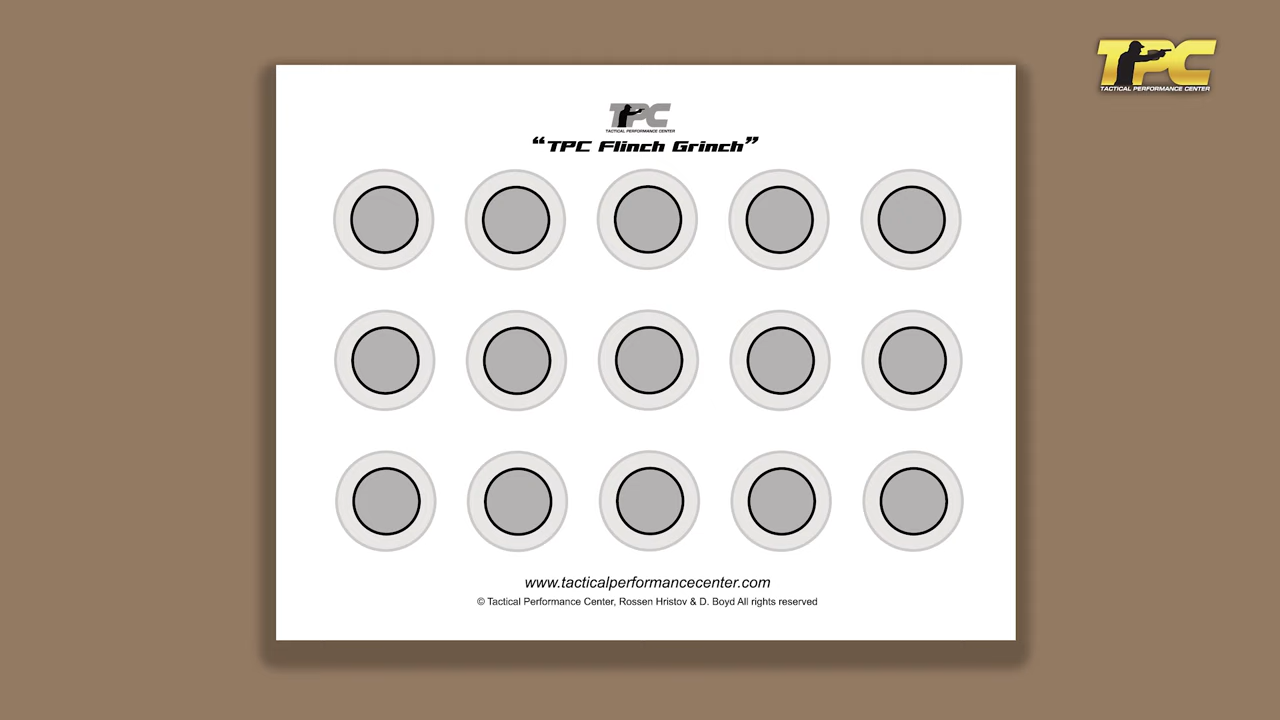 TPC
TACTICAL PERFORMANCE CENTER
TPC
TACTICAL PERFORMANCE CENTER
“TPC Flinch Grinch”
www.tacticalperformancecenter.com
© Tactical Performance Center, Rossen Hristov & D. Boyd All rights reserved